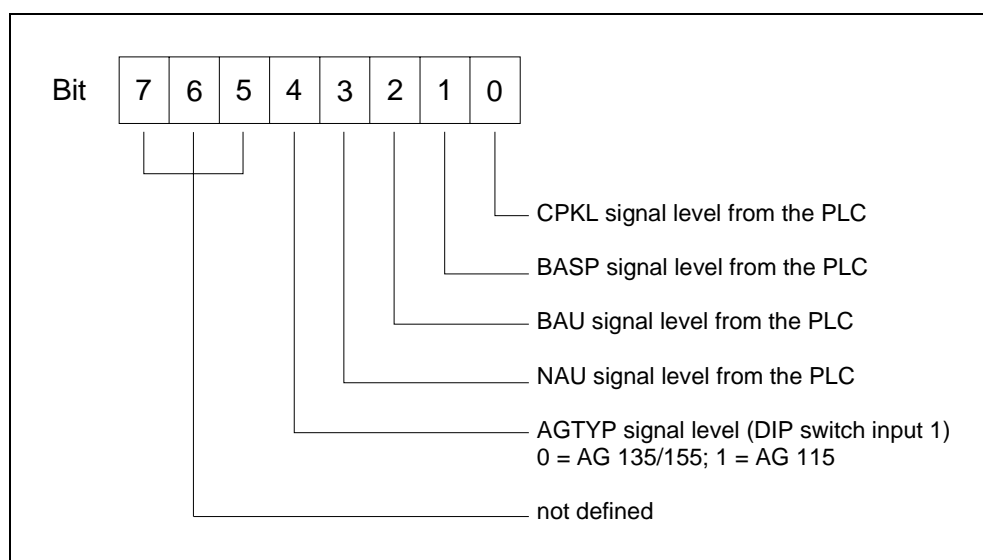 Bit 7 6 5 4 3 2 1 0
CPKL signal level from the PLC
BASP signal level from the PLC
BAU signal level from the PLC
NAU signal level from the PLC
AGTYP signal level (DIP switch input 1)
0 = AG 135/155; 1 = AG 115
not defined